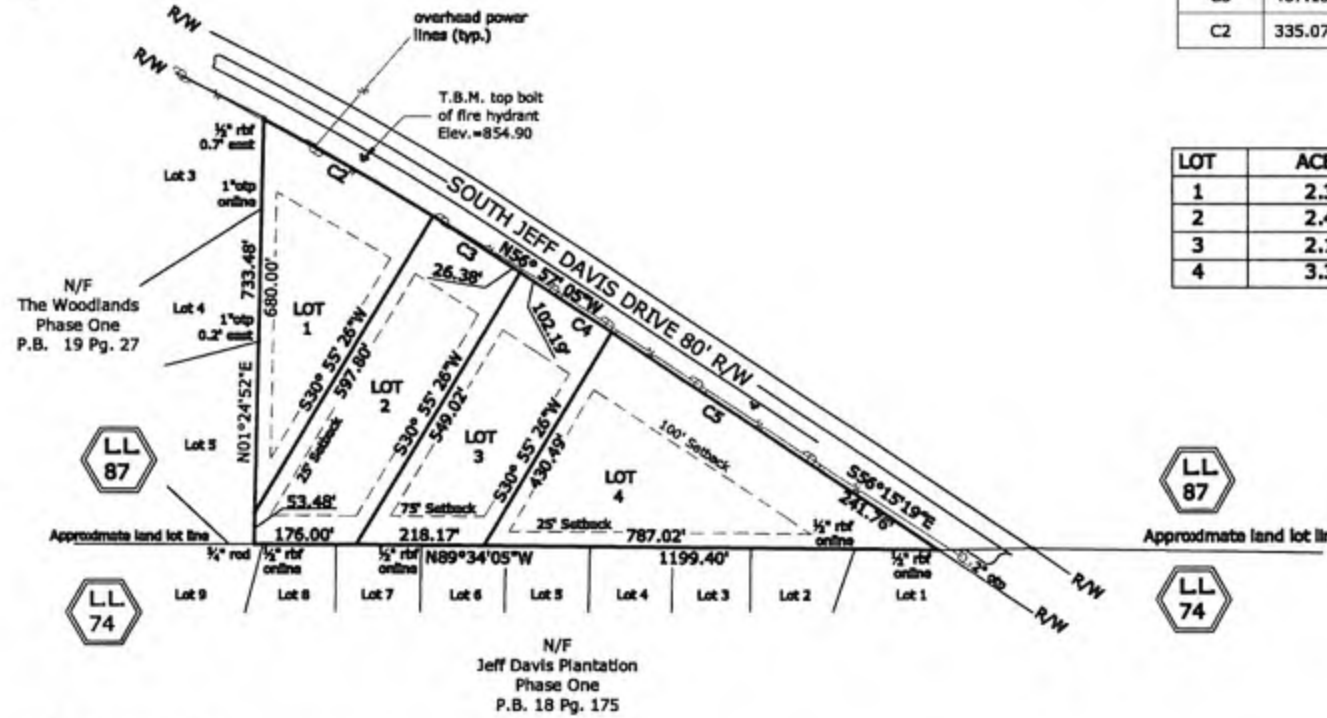 R/W
R/W
overhead power
lines (typ.)
T.B.M. top bolt
of fire hydrant
Elev.=854.90
C2 335.07
LOT
1 2.
2 2.
3 2.
4 3.
½" rbf
0.7' east
Lot 3
1"otp
online
C2
SOUTH JEFF DAVIS DRIVE 80' R/W
C3
N56° 57' 05"W
26.38'
102.19'
C4
733.48'
680.00'
N/F
The Woodlands
Phase One
P.B. 19 Pg. 27
Lot 4
1"otp
0.2' east
LOT
1
S30° 55' 26"W
597.80'
LOT
2
S30° 55' 26"W
549.02'
LOT
3
S30° 55' 26"W
430.49'
C5
100' Setback
N01°24'52"E
Lot 5
25' Setback
LOT
4
S56°15'19"E
241.76'
L.L.
87
L.L.
87
53.48'
75' Setback
25' Setback
½" rbf
online
Approximate land lot line
176.00'
218.17'
787.02'
Approximate land lot
¾" rod
½" rbf
online
½" rbf
online
N89°34'05"W
1199.40'
½" rbf
online
2" otp
R/W
R/W
L.L.
74
Lot 9
Lot 8
Lot 7
Lot 6
Lot 5
Lot 4
Lot 3
Lot 2
Lot 1
L.L.
74
N/F
Jeff Davis Plantation
Phase One
P.B. 18 Pg. 175